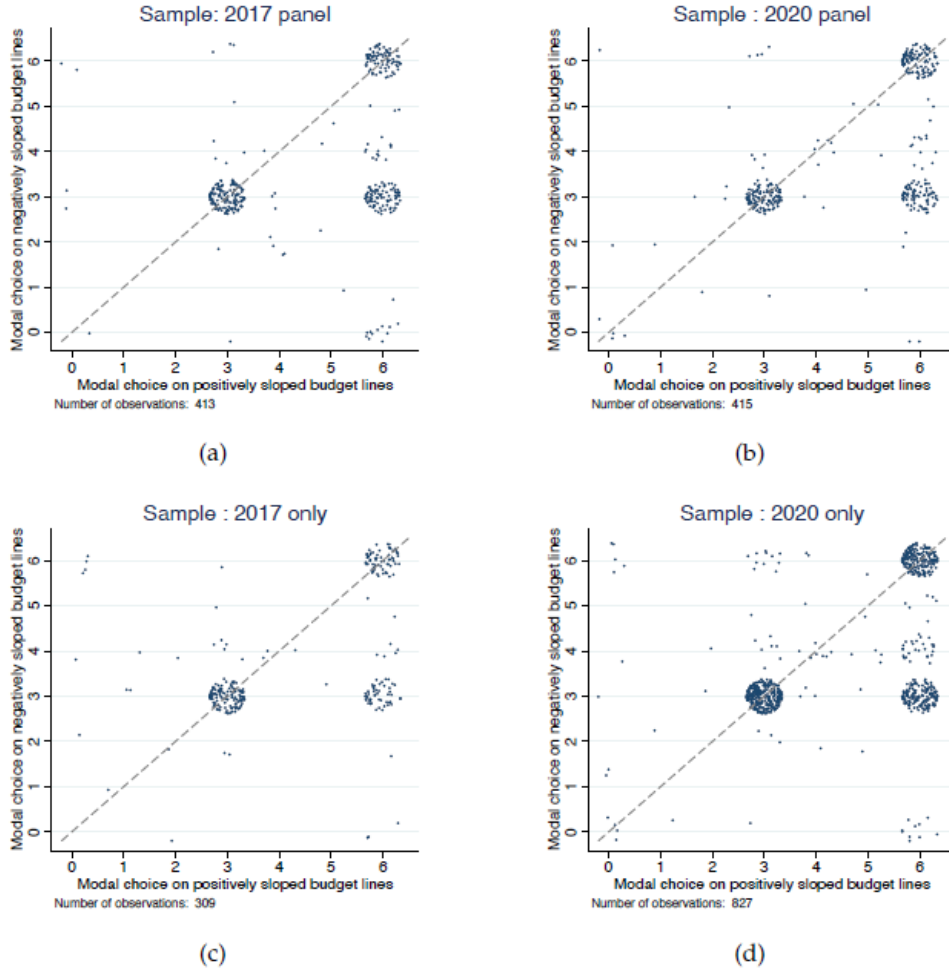 Sample: 2017 panel
Modal choice on negatively sloped budget lines
6
5
4
3
2
1
0
0 1 2 3 4 5 6
Modal choice on positively sloped budget lines
Number of observations: 413
(a)
Sample : 2020 panel
Modal choice on negatively sloped budget lines
6
5
4
3
2
1
0
0 1 2 3 4 5 6
Modal choice on positively sloped budget lines
Number of observations: 415
(b)
Sample : 2017 only
Modal choice on negatively sloped budget lines
6
5
4
3
2
1
0
0 1 2 3 4 5 6
Modal choice on positively sloped budget lines
Number of observations: 309
(c)
Sample : 2020 only
Modal choice on negatively sloped budget lines
6
5
4
3
2
1
0
0 1 2 3 4 5 6
Modal choice on positively sloped budget lines
Number of observations: 827
(d)